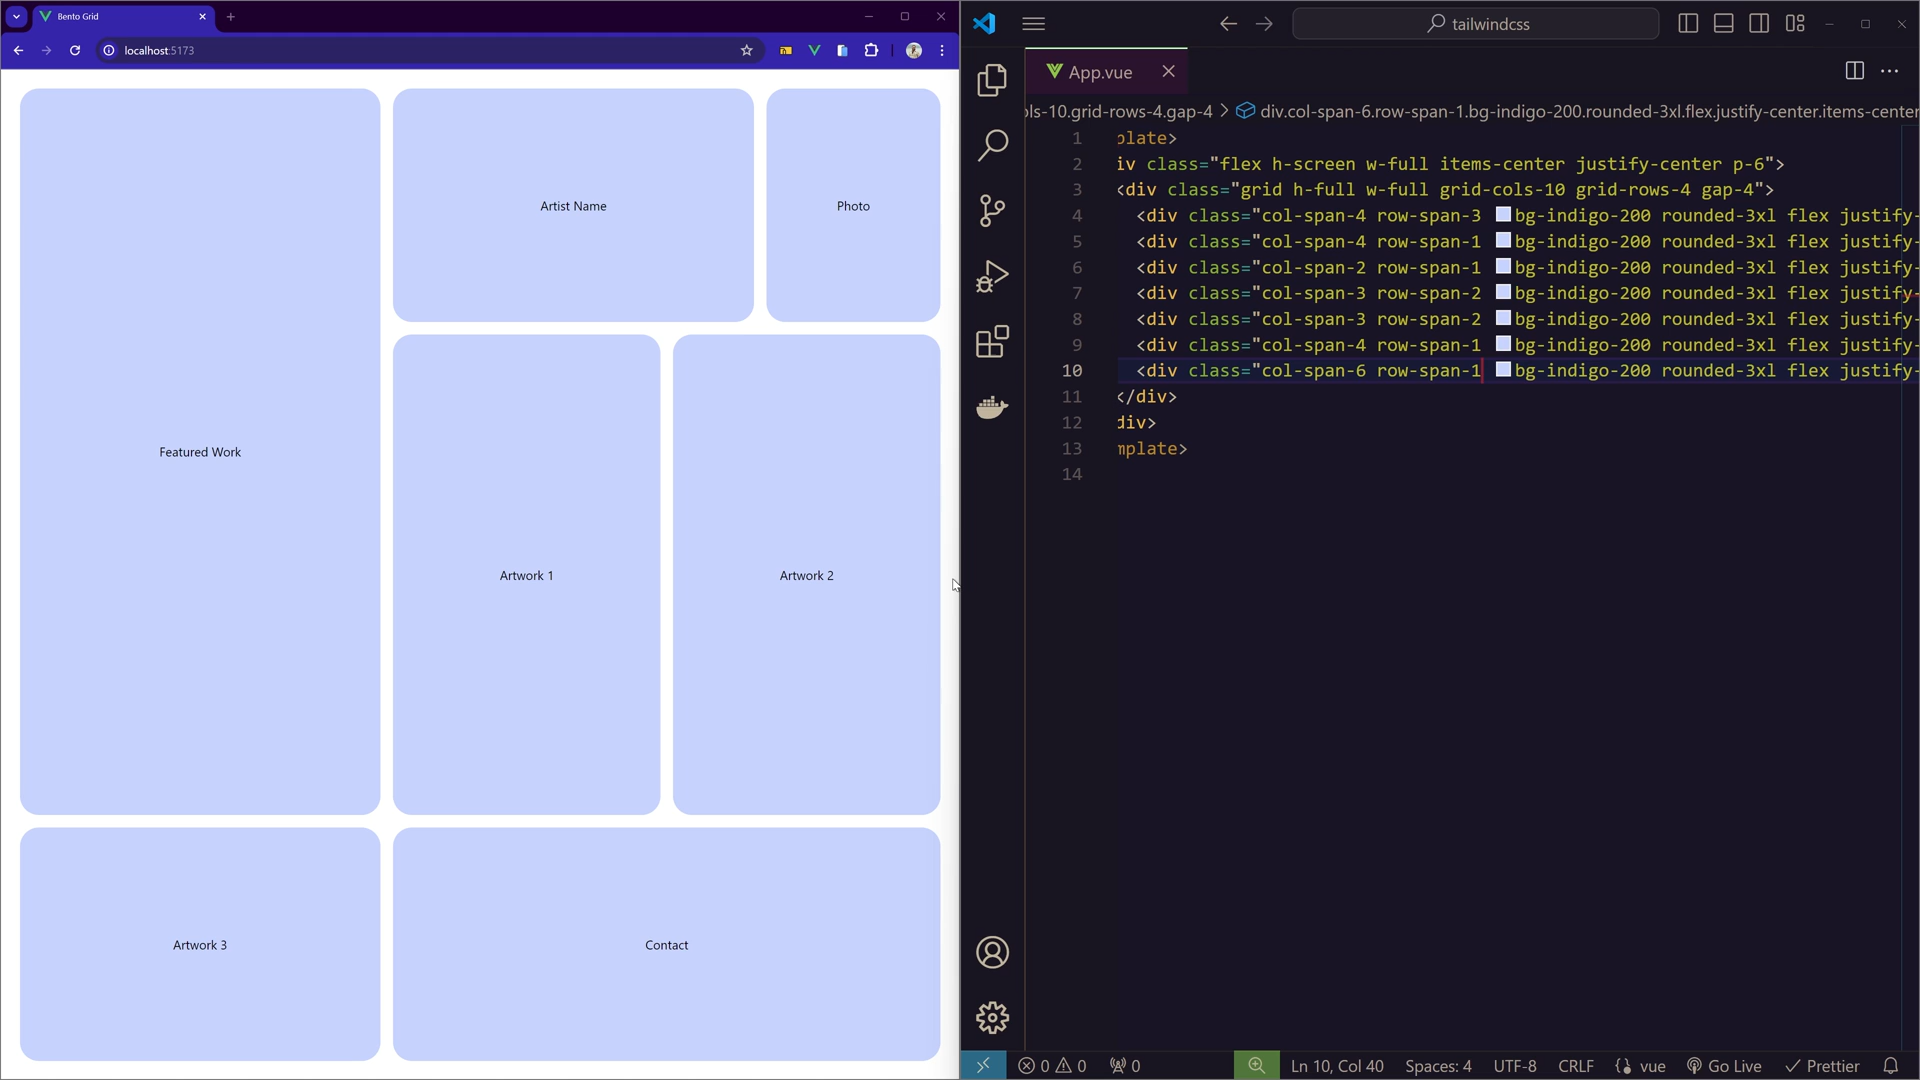 Bento Grid
localhost:5173
Featured Work
Artist Name
Photo
Artwork 1
Artwork 2
Artwork 3
Contact
tailwindcss
App.vue
ols-10.grid-rows-4.gap-4 > div.col-span-6.row-span-1.bg-indigo-200.rounded-3xl.flex.justify-center.items-center
1 plate>
2 iv class="flex h-screen w-full items-center justify-center p-6">
3 <div class="grid h-full w-full grid-cols-10 grid-rows-4 gap-4">
4 <div class="col-span-4 row-span-3 bg-indigo-200 rounded-3xl flex justify-
5 <div class="col-span-4 row-span-1 bg-indigo-200 rounded-3xl flex justify-
6 <div class="col-span-2 row-span-1 bg-indigo-200 rounded-3xl flex justify-
7 <div class="col-span-3 row-span-2 bg-indigo-200 rounded-3xl flex justify-
8 <div class="col-span-3 row-span-2 bg-indigo-200 rounded-3xl flex justify-
9 <div class="col-span-4 row-span-1 bg-indigo-200 rounded-3xl flex justify-
10 <div class="col-span-6 row-span-1 bg-indigo-200 rounded-3xl flex justify-
11 </div>
12 div>
13 mplate>
14
0 0 0 Ln 10, Col 40 Spaces: 4 UTF-8 CRLF vue Go Live Prettier